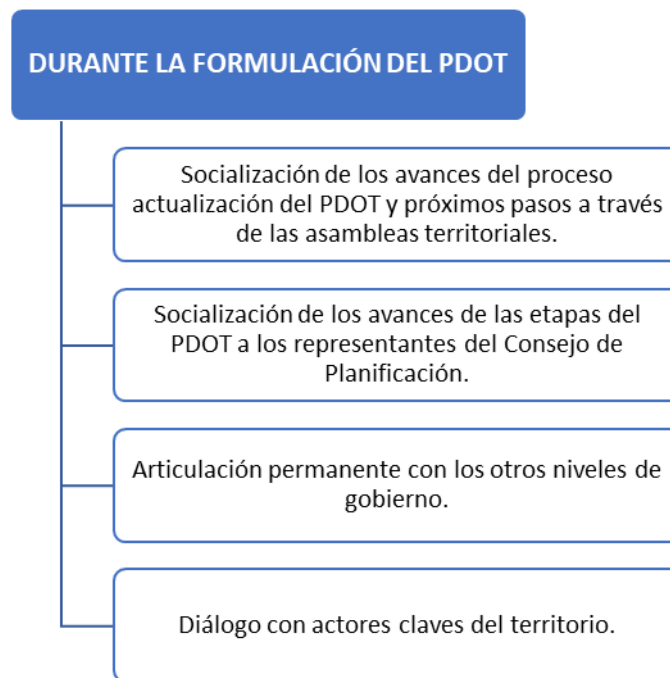 DURANTE LA FORMULACIÓN DEL PDOT
Socialización de los avances del proceso
actualización del PDOT y próximos pasos a través
de las asambleas territoriales.
Socialización de los avances de las etapas del
PDOT a los representantes del Consejo de
Planificación.
Articulación permanente con los otros niveles de
gobierno.
Diálogo con actores claves del territorio.